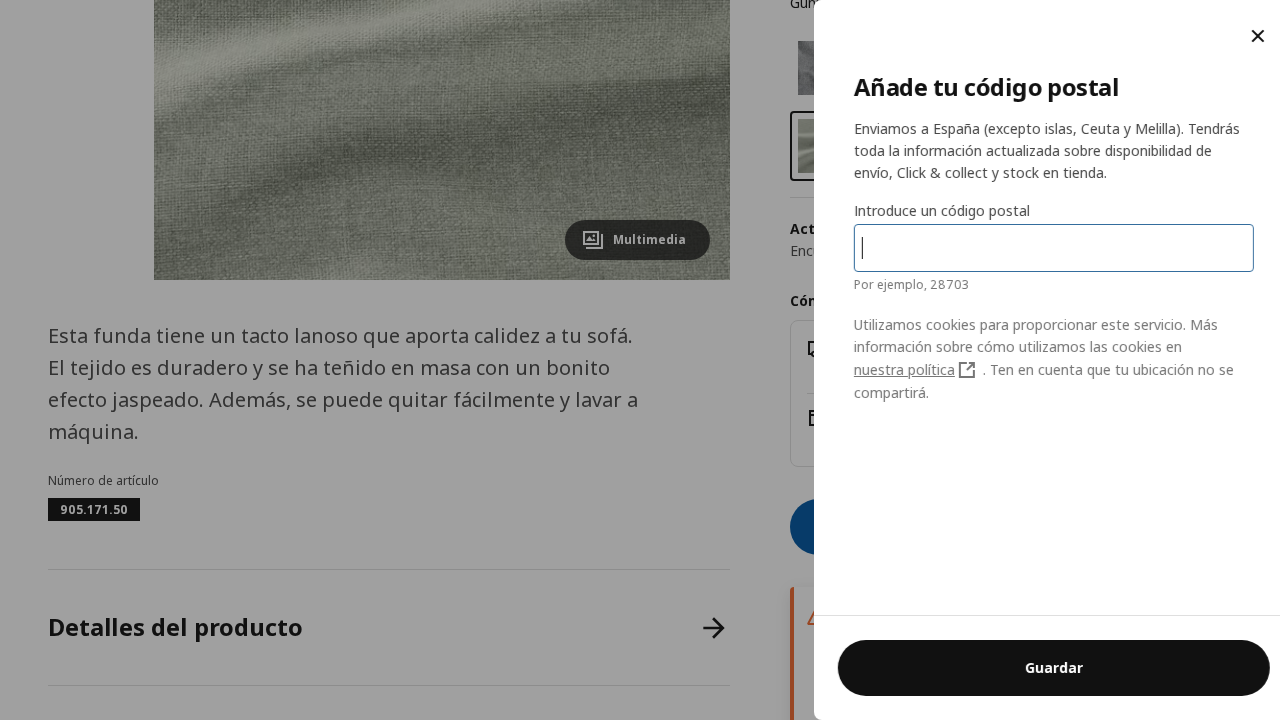 Multimedia
Esta funda tiene un tacto lanoso que aporta calidez a tu sofá.
El tejido es duradero y se ha teñido en masa con un bonito
efecto jaspeado. Además, se puede quitar fácilmente y lavar a
máquina.
Número de artículo
905.171.50
Detalles del producto
Añade tu código postal
Enviamos a España (excepto islas, Ceuta y Melilla). Tendrás
toda la información actualizada sobre disponibilidad de
envío, Click & collect y stock en tienda.
Introduce un código postal
Por ejemplo, 28703
Utilizamos cookies para proporcionar este servicio. Más
información sobre cómo utilizamos las cookies en
nuestra política . Ten en cuenta que tu ubicación no se
compartirá.
Guardar